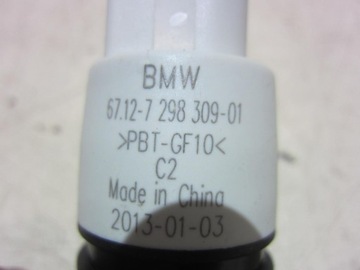 BMW
67.12-7 298 309-01
>PBT-GF10<
C2
Made in China
2013-01-03